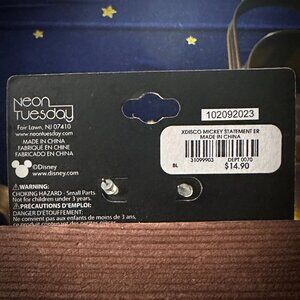 neon
Tuesday
Fair Lawn, NJ 07410
www.neontuesday.com
MADE IN CHINA
FABRIQUÉ EN CHINE
FABRICADO EN CHINA
©Disney
www.disney.com
⚠WARNING:
CHOKING HAZARD - Small Parts
Not for children under 3 years.
⚠PRÉCAUTIONS D'EMPLOI:
DANGER D'ÉTOUFFEMENT:
Ne convient pas aux enfants de moins de 3 ans,
102092023
XDISCO MICKEY STATEMENT ER
MADE IN CHINA
31099903 DEPT 0070
BL $14.90